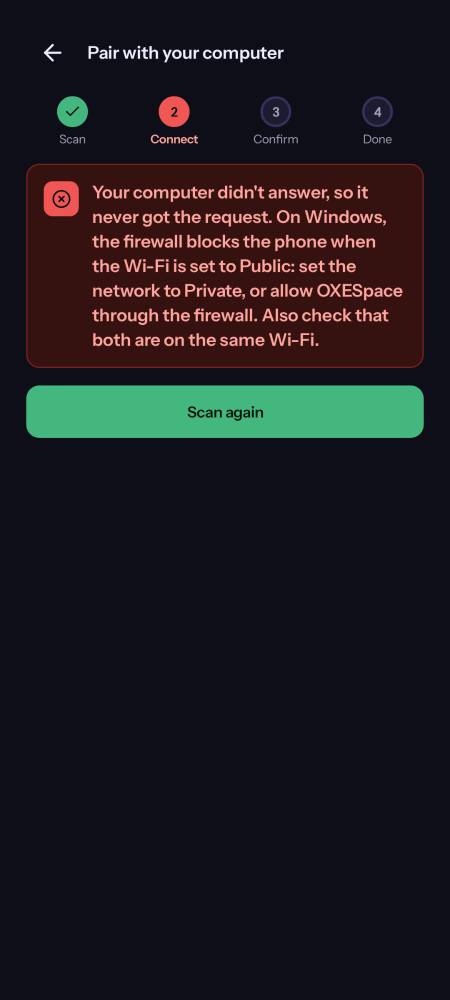 Pair with your computer
2
3
4
Scan
Connect
Confirm
Done
Your computer didn't answer, so it
never got the request. On Windows,
the firewall blocks the phone when
the Wi-Fi is set to Public: set the
network to Private, or allow OXESpace
through the firewall. Also check that
both are on the same Wi-Fi.
Scan again